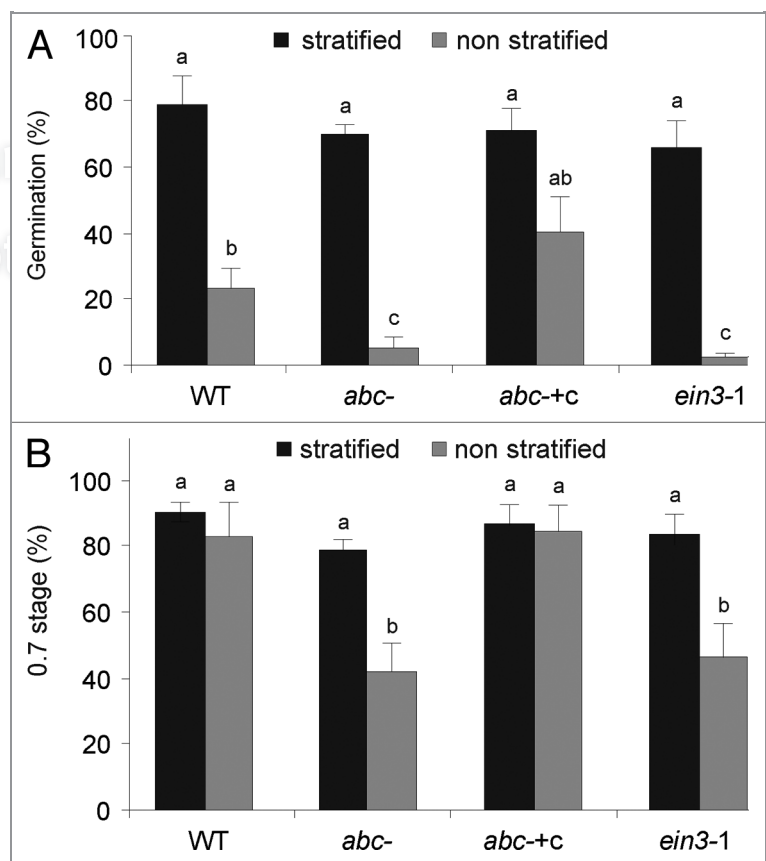 A
100
80
60
40
20
0
Germination (%)
stratified non stratified
a
b
a
c
a
ab
a
c
WT abc- abc-+c ein3-1
B
100
80
60
40
20
0
0.7 stage (%)
stratified non stratified
a
a
a
b
a
a
a
b
WT abc- abc-+c ein3-1